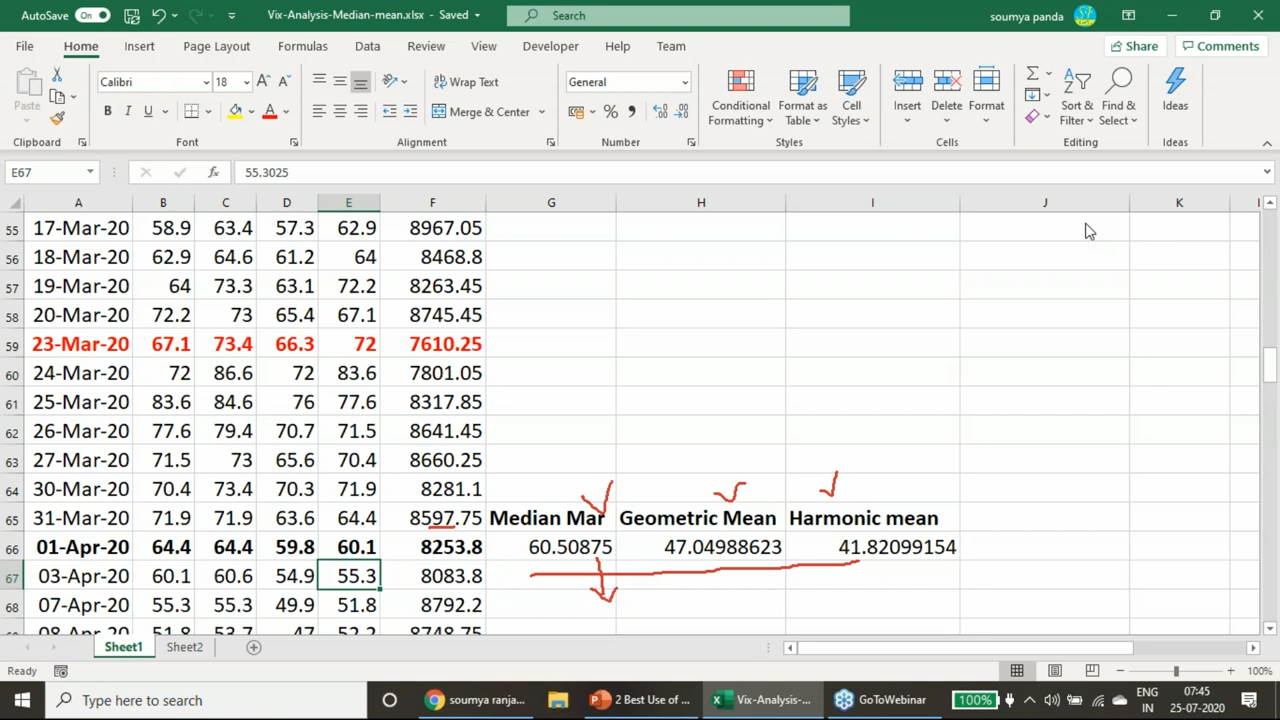 AutoSave On Vix-Analysis-Median-mean.xlsx - Saved Search soumya panda
File Home Insert Page Layout Formulas Data Review View Developer Help Team Share Comments
Paste Calibri 18 A A Wrap Text General Conditional Formatting Format as Table Cell Styles Insert Delete Format Sort & Filter Find & Select Ideas
B I U A Merge & Center % ,
Clipboard Font Alignment Number Styles Cells Editing Ideas
E67 fx 55.3025
A B C D E F G H I J K
55 17-Mar-20 58.9 63.4 57.3 62.9 8967.05
56 18-Mar-20 62.9 64.6 61.2 64 8468.8
57 19-Mar-20 64 73.3 63.1 72.2 8263.45
58 20-Mar-20 72.2 73 65.4 67.1 8745.45
59 23-Mar-20 67.1 73.4 66.3 72 7610.25
60 24-Mar-20 72 86.6 72 83.6 7801.05
61 25-Mar-20 83.6 84.6 76 77.6 8317.85
62 26-Mar-20 77.6 79.4 70.7 71.5 8641.45
63 27-Mar-20 71.5 73 65.6 70.4 8660.25
64 30-Mar-20 70.4 73.4 70.3 71.9 8281.1
65 31-Mar-20 71.9 71.9 63.6 64.4 8597.75 Median Mar Geometric Mean Harmonic mean
66 01-Apr-20 64.4 64.4 59.8 60.1 8253.8 60.50875 47.04988623 41.82099154
67 03-Apr-20 60.1 60.6 54.9 55.3 8083.8
68 07-Apr-20 55.3 55.3 49.9 51.8 8792.2
08-Apr-20 51.8 53.7 47 52.2 8748.75
Sheet1 Sheet2
Ready 100%
Type here to search soumya ranja... 2 Best Use of ... Vix-Analysis-... GoToWebinar 100% ENG IN 07:45 25-07-2020